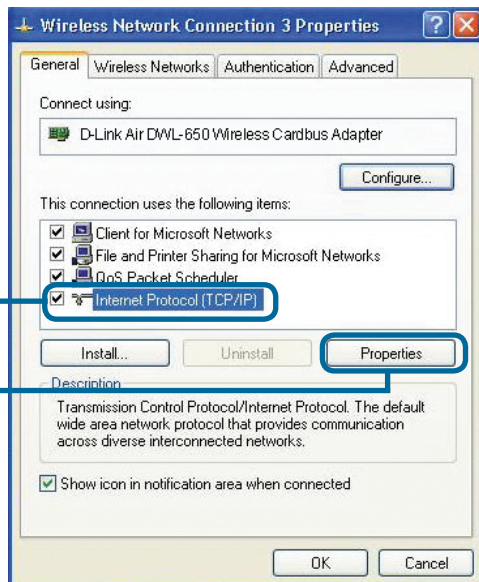 Wireless Network Connection 3 Properties
General Wireless Networks Authentication Advanced
Connect using:
D-Link Air DWL-650 Wireless Cardbus Adapter
Configure...
This connection uses the following items:
Client for Microsoft Networks
File and Printer Sharing for Microsoft Networks
QoS Packet Scheduler
Internet Protocol (TCP/IP)
Install... Uninstall Properties
Description
Transmission Control Protocol/Internet Protocol. The default
wide area network protocol that provides communication
across diverse interconnected networks.
Show icon in notification area when connected
OK Cancel